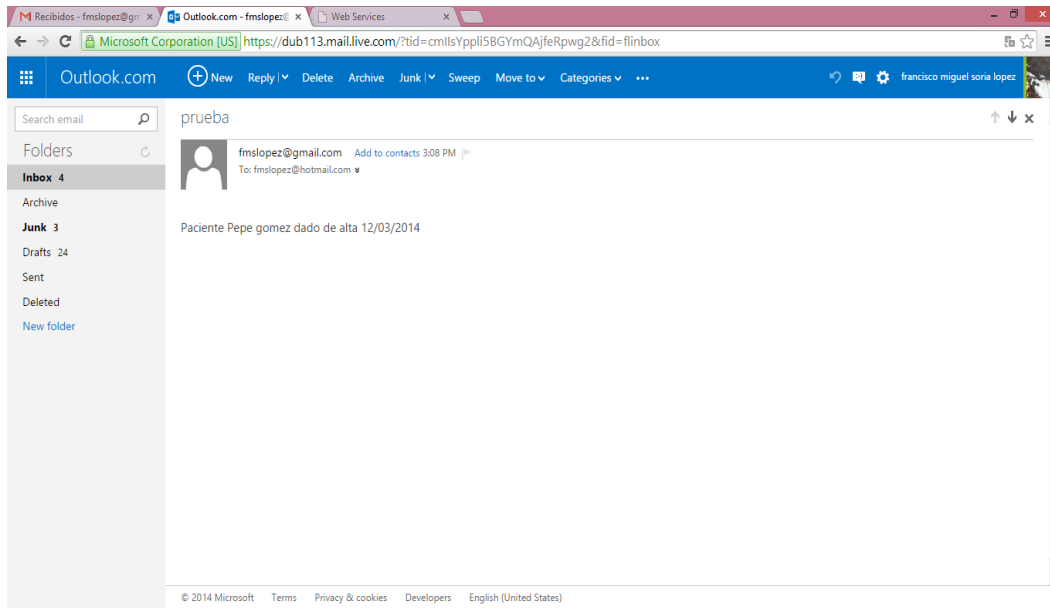 Recibidos - fmslopez@gm
Outlook.com - fmslopez@
Web Services
Microsoft Corporation [US] https://dub113.mail.live.com/?tid=cmIIsYppli5BGYmQAjfeRpwg2&fid=flinbox
Outlook.com New Reply Delete Archive Junk Sweep Move to Categories ••• francisco miguel soria lopez
Search email
Folders
Inbox 4
Archive
Junk 3
Drafts 24
Sent
Deleted
New folder
prueba
fmslopez@gmail.com Add to contacts 3:08 PM
To: fmslopez@hotmail.com
Paciente Pepe gomez dado de alta 12/03/2014
© 2014 Microsoft Terms Privacy & cookies Developers English (United States)